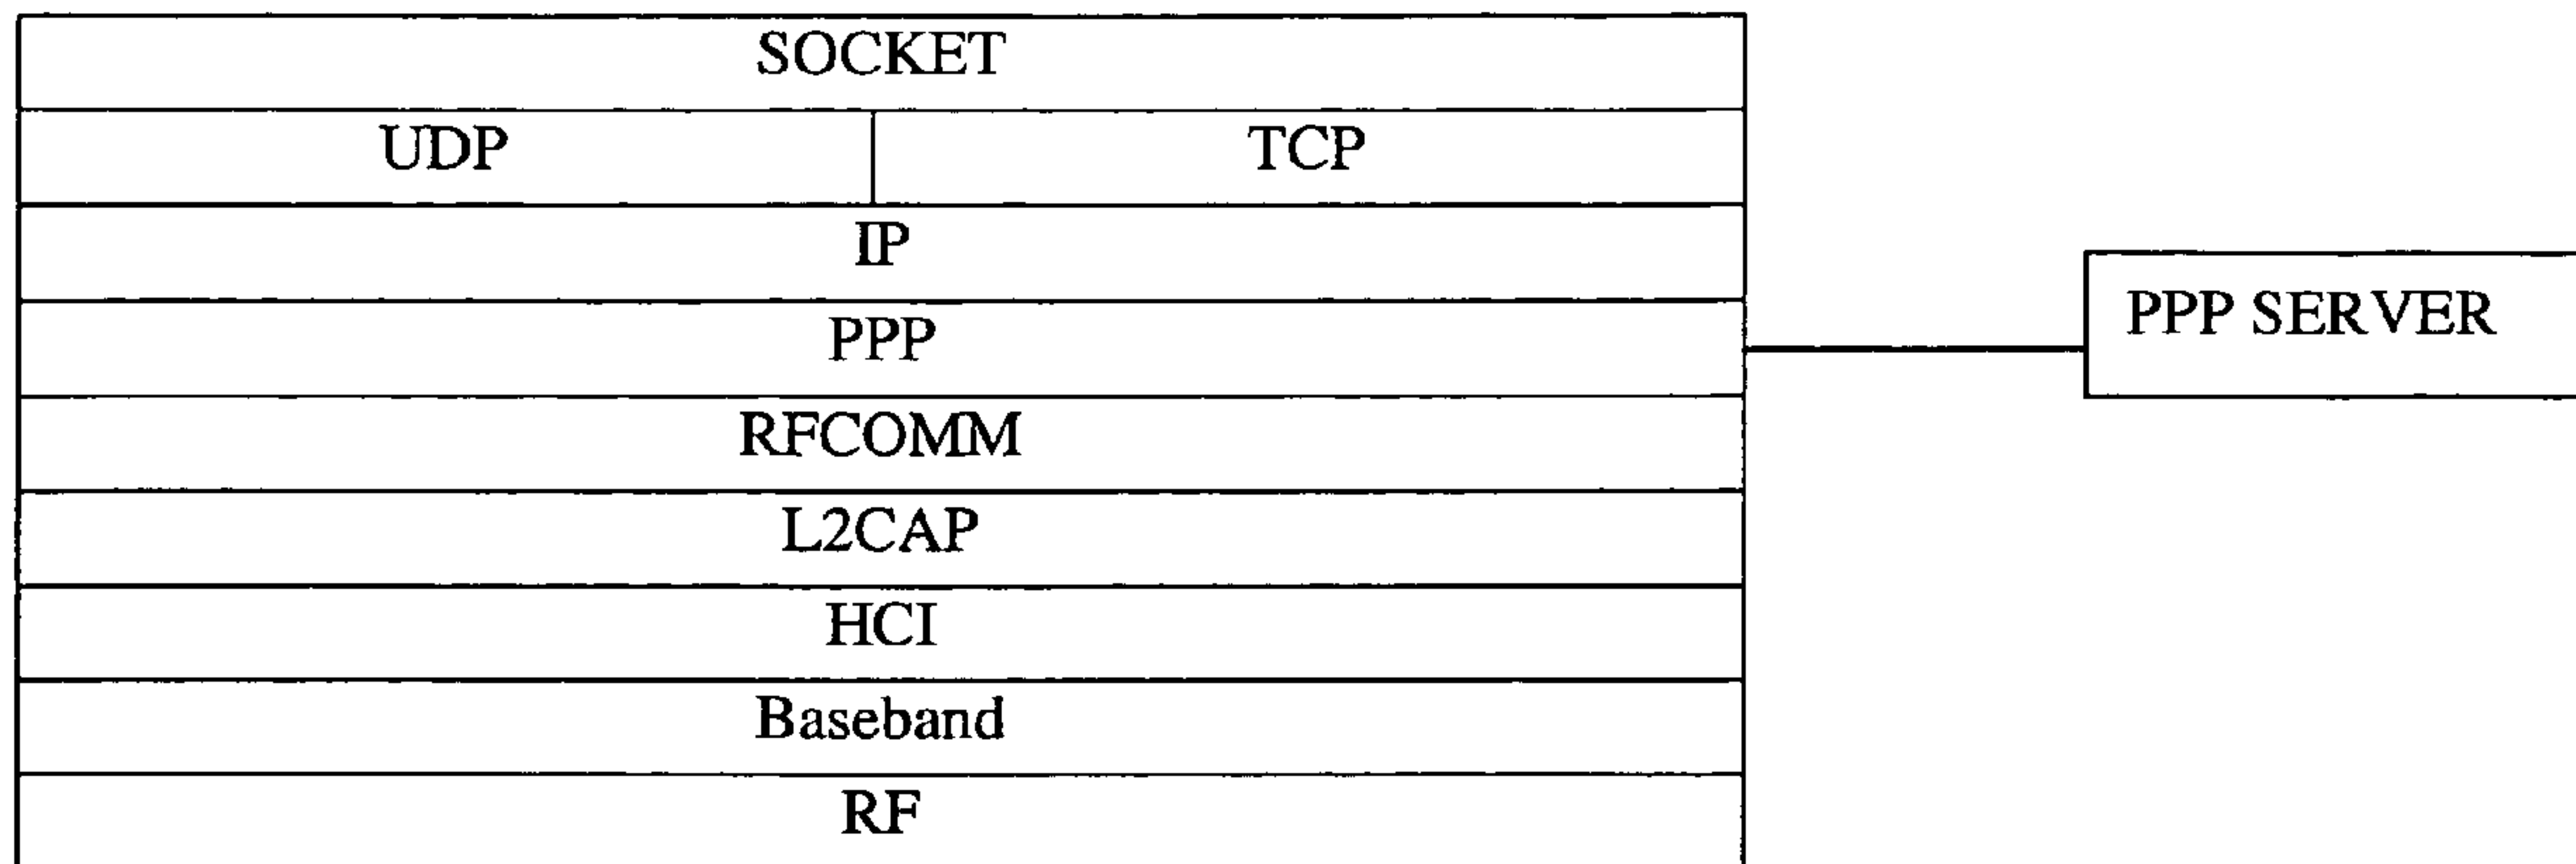 SOCKET
UDP TCP
IP
PPP
PPP SERVER
RFCOMM
L2CAP
HCI
Baseband
RF